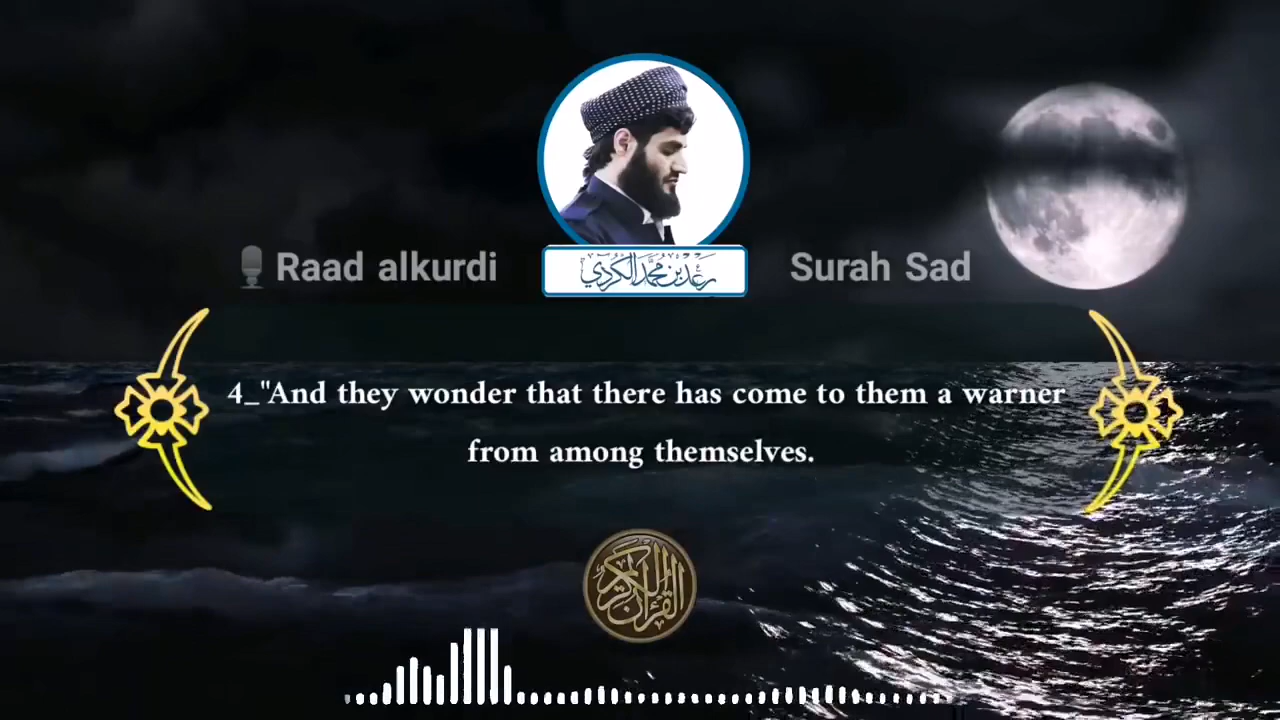 Raad alkurdi
رعد بن محمد الكردي
Surah Sad
4_"And they wonder that there has come to them a warner
from among themselves.
القرآن الكريم